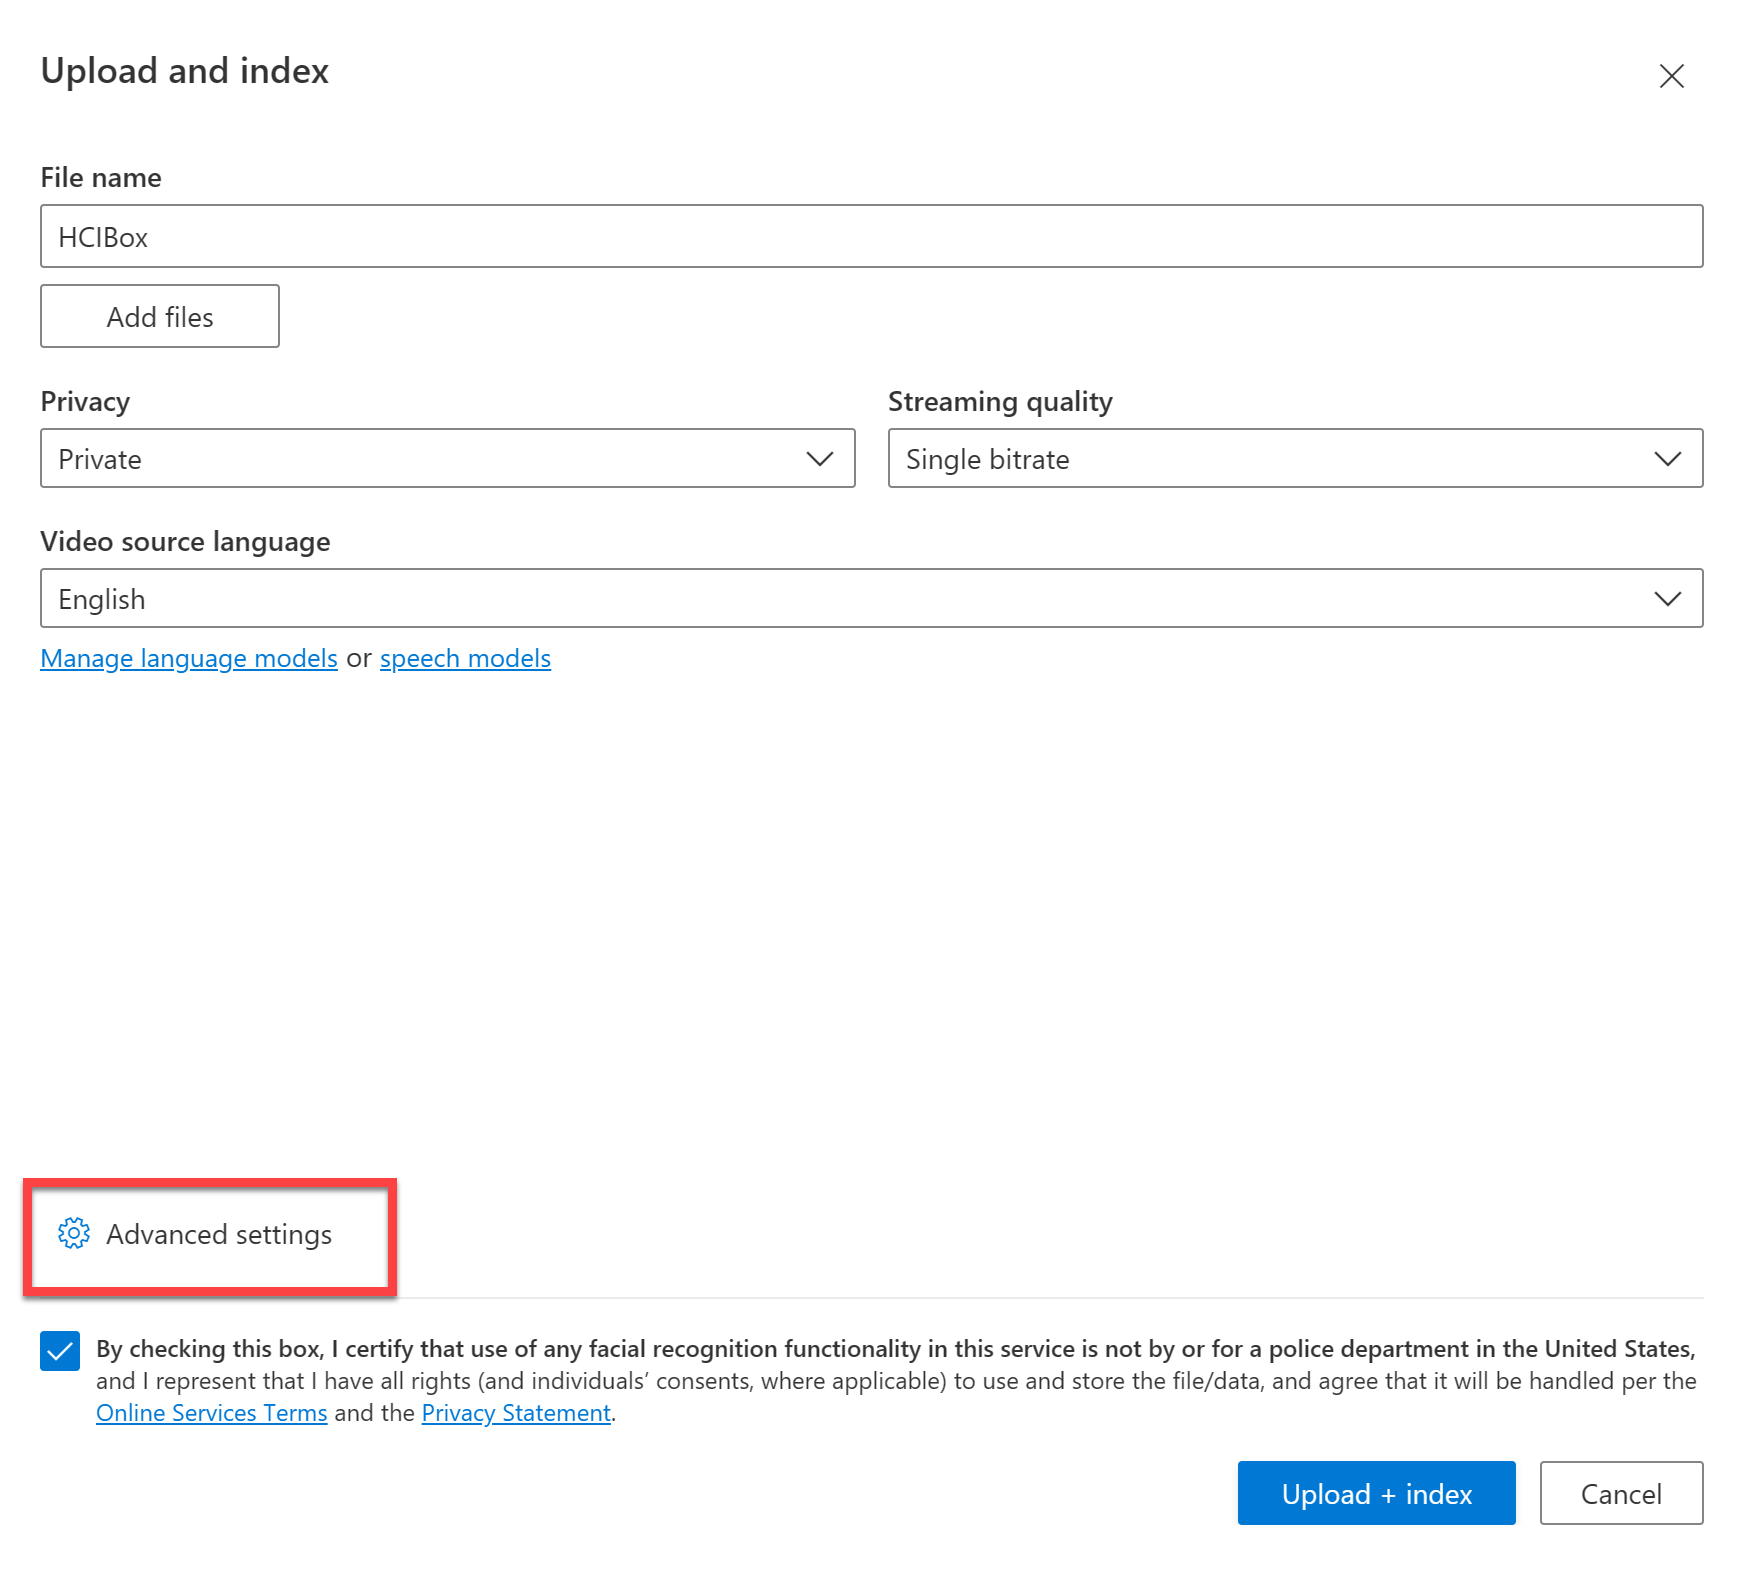 Upload and index
File name
HCIBox
Add files
Privacy
Streaming quality
Private
Single bitrate
Video source language
English
Manage language models or speech models
Advanced settings
By checking this box, I certify that use of any facial recognition functionality in this service is not by or for a police department in the United States,
and I represent that I have all rights (and individuals’ consents, where applicable) to use and store the file/data, and agree that it will be handled per the
Online Services Terms and the Privacy Statement.
Upload + index
Cancel